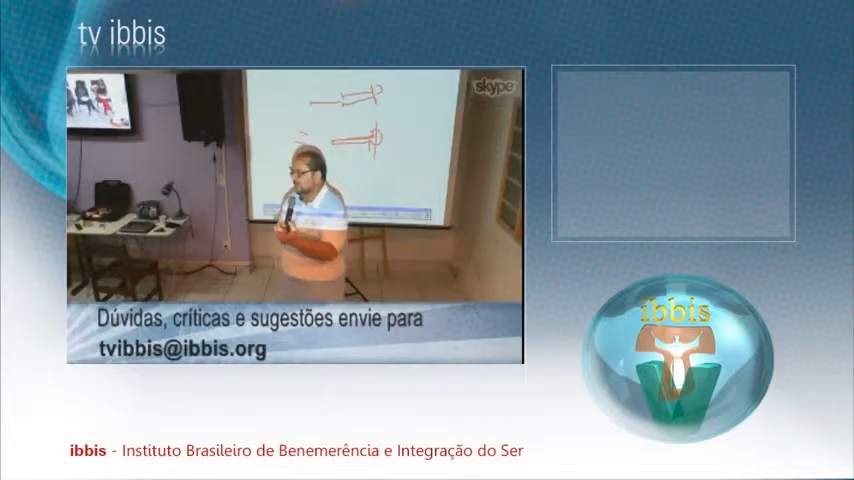 tv ibbis
skype
Dúvidas, críticas e sugestões envie para
tvibbis@ibbis.org
ibbis
ibbis - Instituto Brasileiro de Benemerência e Integração do Ser